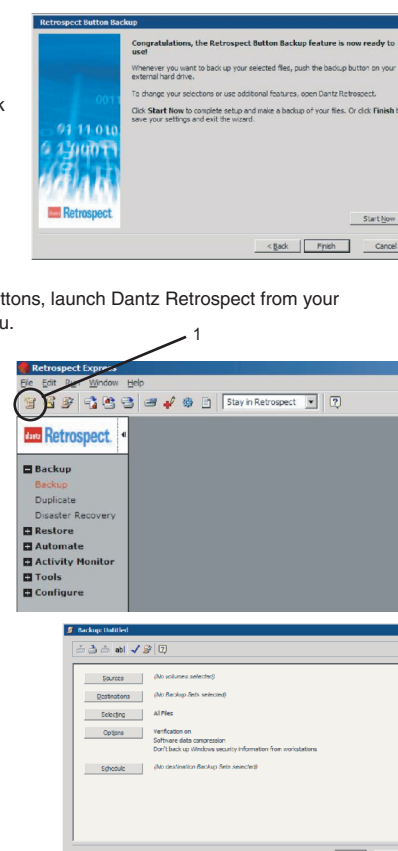 Retrospect Button Backup
Congratulations, the Retrospect Button Backup feature is now ready to
use!
Whenever you want to back up your selected files, push the backup button on your
external hard drive.
To change your selections or use additional features, open Dantz Retrospect.
Click Start Now to complete setup and make a backup of your files. Or click Finish t
save your settings and exit the wizard.
k
dantz Retrospect.
Start Now
< Back Finish Cancel
ttons, launch Dantz Retrospect from your
u.
1
Retrospect Express
File Edit Run Window Help
Stay in Retrospect
dantz Retrospect.
Backup
Backup
Duplicate
Disaster Recovery
Restore
Automate
Activity Monitor
Tools
Configure
Backup: Untitled
abI
Sources (No volumes selected)
Destinations (No Backup Sets selected)
Selecting All Files
Options Verification on
Software data compression
Don't back up Windows security information from workstations
Schedule (No destination Backup Sets selected)